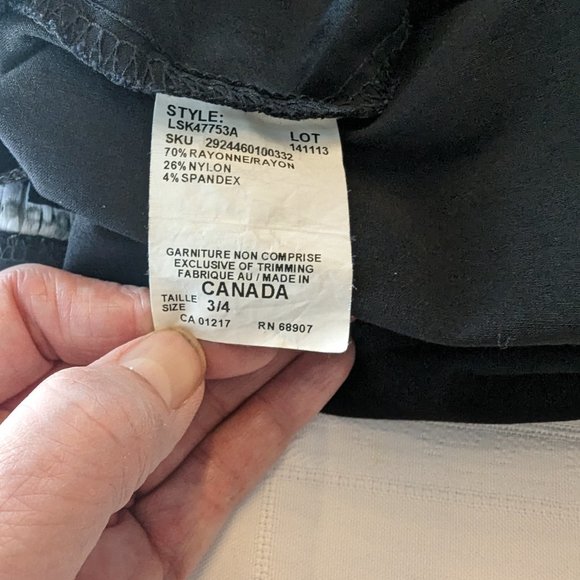 STYLE:
LSK47753A LOT
SKU 2924460100332 141113
70% RAYONNE/RAYON
26% NYLON
4% SPANDEX
GARNITURE NON COMPRISE
EXCLUSIVE OF TRIMMING
FABRIQUE AU / MADE IN
CANADA
TAILLE
SIZE 3/4
CA 01217 RN 68907